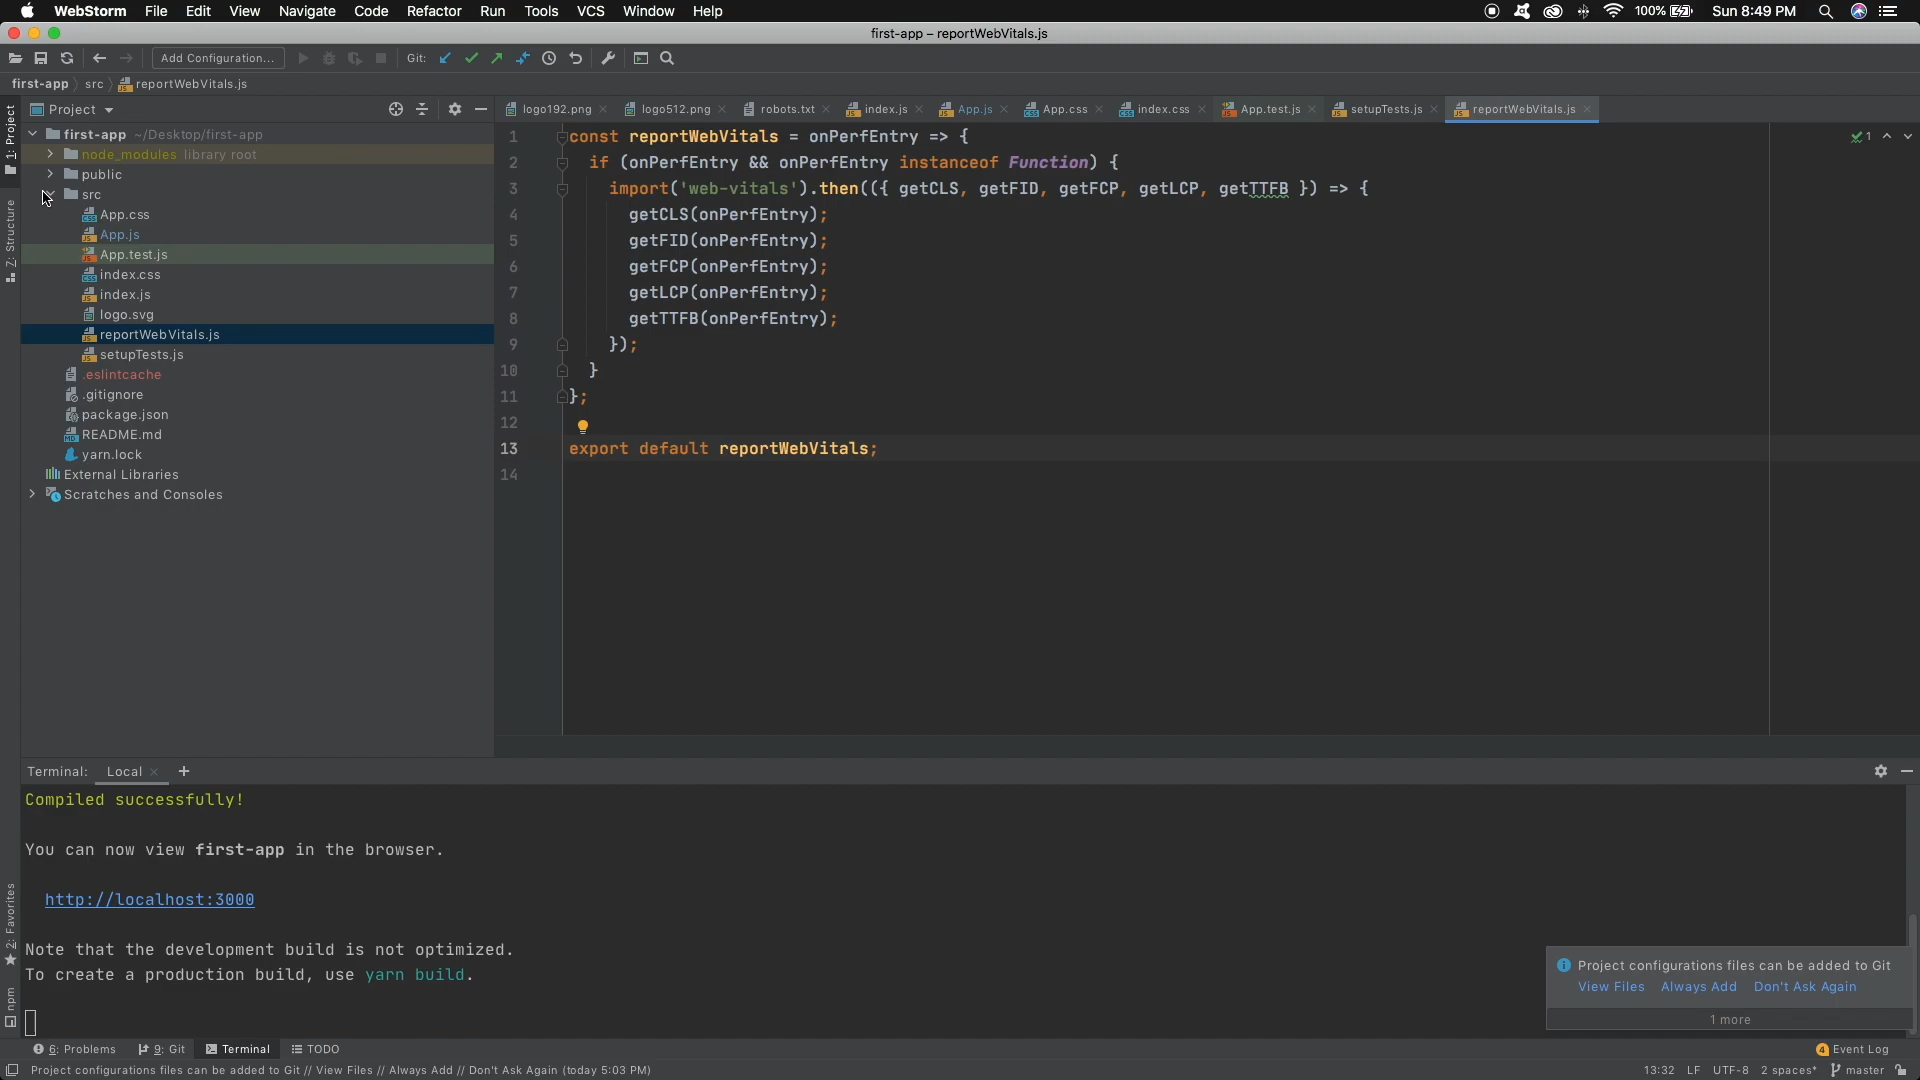 WebStorm File Edit View Navigate Code Refactor Run Tools VCS Window Help 100% Sun 8:49 PM
first-app – reportWebVitals.js
Add Configuration... Git:
first-app src reportWebVitals.js
Project
logo192.png logo512.png robots.txt index.js App.js App.css index.css App.test.js setupTests.js reportWebVitals.js
1: Project
Z: Structure
2: Favorites
npm
first-app ~/Desktop/first-app
node_modules library root
public
src
App.css
App.js
App.test.js
index.css
index.js
logo.svg
reportWebVitals.js
setupTests.js
.eslintcache
.gitignore
package.json
README.md
yarn.lock
External Libraries
Scratches and Consoles
1 const reportWebVitals = onPerfEntry => {
2 if (onPerfEntry && onPerfEntry instanceof Function) {
3 import('web-vitals').then(({ getCLS, getFID, getFCP, getLCP, getTTFB }) => {
4 getCLS(onPerfEntry);
5 getFID(onPerfEntry);
6 getFCP(onPerfEntry);
7 getLCP(onPerfEntry);
8 getTTFB(onPerfEntry);
9 });
10 }
11 };
12
13 export default reportWebVitals;
14
1
Terminal: Local
Compiled successfully!
You can now view first-app in the browser.
http://localhost:3000
Note that the development build is not optimized.
To create a production build, use yarn build.
Project configurations files can be added to Git
View Files Always Add Don't Ask Again
1 more
6: Problems 9: Git Terminal TODO 4 Event Log
Project configurations files can be added to Git // View Files // Always Add // Don't Ask Again (today 5:03 PM) 13:32 LF UTF-8 2 spaces* master